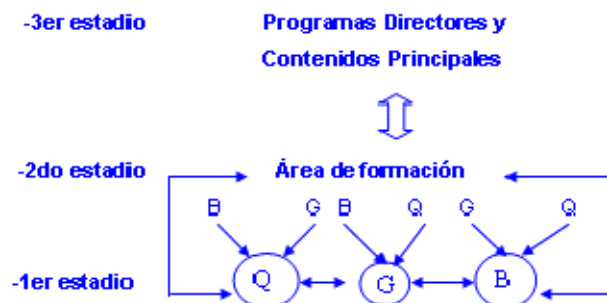 -3er estadio Programas Directores y
Contenidos Principales
-2do estadio Área de formación
B G B Q G Q
-1er estadio Q G B